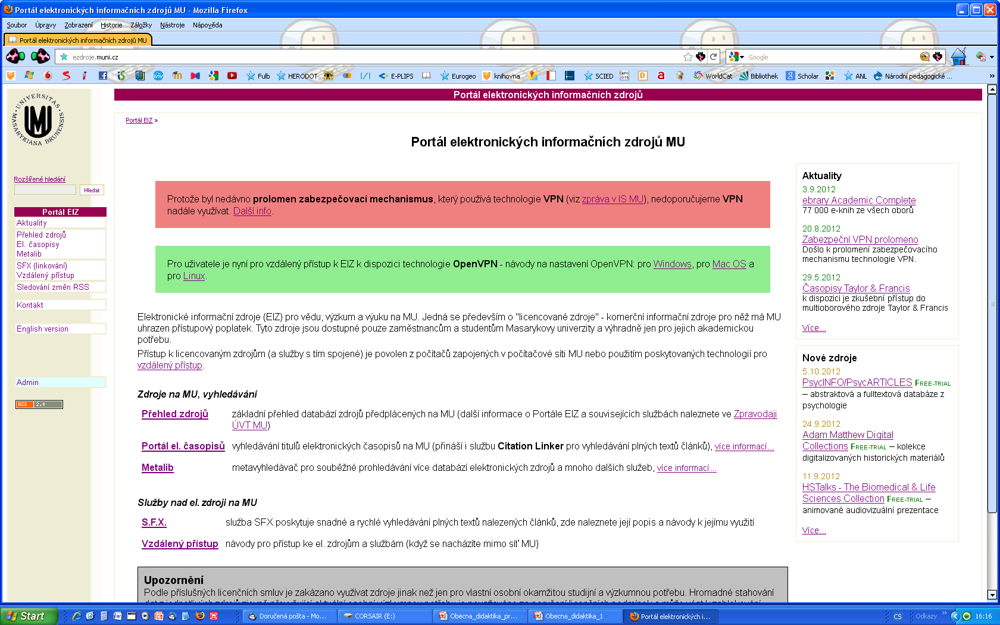 Portál elektronických informačních zdrojů MU - Mozilla Firefox
Soubor Úpravy Zobrazení Historie Záložky Nástroje Nápověda
Portál elektronických informačních zdrojů MU
ezdroje.muni.cz
Google
Fulb HERODOT E-PLIPS Eurogeo knihovna SCIED WorldCat Bibliothek Scholar ANL Národní pedagogické ...
UNIVERSITAS MASARYKIANA BRUNENSIS
Rozšířené hledání
Hledat
Portál EIZ
Aktuality
Přehled zdrojů
El. časopisy
Metalib
SFX (linkování)
Vzdálený přístup
Sledování změn RSS
Kontakt
English version
Admin
RSS 2.0
Portál elektronických informačních zdrojů
Portál EIZ >
Portál elektronických informačních zdrojů MU
Protože byl nedávno prolomen zabezpečovací mechanismus, který používá technologie VPN (viz zpráva v IS MU), nedoporučujeme VPN
nadále využívat. Další info.
Pro uživatele je nyní pro vzdálený přístup k EIZ k dispozici technologie OpenVPN - návody na nastavení OpenVPN: pro Windows, pro Mac OS a
pro Linux.
Elektronické informační zdroje (EIZ) pro vědu, výzkum a výuku na MU. Jedná se především o "licencované zdroje" - komerční informační zdroje pro něž má MU
uhrazen přístupový poplatek. Tyto zdroje jsou dostupné pouze zaměstnancům a studentům Masarykovy univerzity a výhradně jen pro jejich akademickou
potřebu.
Přístup k licencovaným zdrojům (a služby s tím spojené) je povolen z počítačů zapojených v počítačové síti MU nebo použitím poskytovaných technologií pro
vzdálený přístup.
Zdroje na MU, vyhledávání
Přehled zdrojů základní přehled databází zdrojů předplácených na MU (další informace o Portále EIZ a souvisejících službách naleznete ve Zpravodaji
ÚVT MU)
Portál el. časopisů vyhledávání titulů elektronických časopisů na MU (přináší i službu Citation Linker pro vyhledávání plných textů článků), více informací...
Metalib metavyhledávač pro souběžné prohledávání více databází elektronických zdrojů a mnoho dalších služeb, více informací...
Služby nad el. zdroji na MU
S.F.X. služba SFX poskytuje snadné a rychlé vyhledávání plných textů nalezených článků, zde naleznete její popis a návody k jejímu využití
Vzdálený přístup návody pro přístup ke el. zdrojům a službám (když se nacházíte mimo síť MU)
Upozornění
Podle příslušných licenčních smluv je zakázano využívat zdroje jinak než jen pro vlastní osobní okamžitou studijní a výzkumnou potřebu. Hromadné stahování
Aktuality
3.9.2012
ebrary Academic Complete
77 000 e-knih ze všech oborů
20.8.2012
Zabezpeční VPN prolomeno
Došlo k prolomení zabezpečovacího
mechanismu technologie VPN.
29.5.2012
Časopisy Taylor & Francis
k dispozici je zkušební přístup do
multioborového zdroje Taylor & Francis
Více...
Nové zdroje
5.10.2012
PsycINFO/PsycARTICLES FREE-TRIAL
– abstraktová a fulltextová databáze z
psychologie
24.9.2012
Adam Matthew Digital
Collections FREE-TRIAL – kolekce
digitalizovaných historických materiálů
11.9.2012
HSTalks - The Biomedical & Life
Sciences Collection FREE-TRIAL –
animované audiovizuální prezentace
Více...
Start Doručená pošta - Mo... CORSAIR (E:) Obecna_didaktika_pr... Obecna_didaktika_1 Portál elektronických i... CS Odkazy 16:16